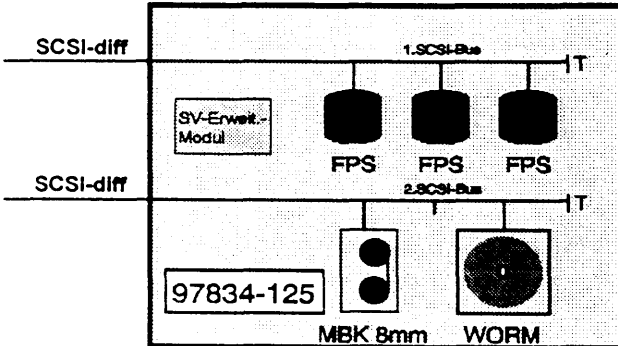 SCSI-diff
1.SCSI-Bus
T
SV-Erweit.-
Modul
FPS FPS FPS
SCSI-diff
2.SCSI-Bus
T
97834-125
MBK 8mm WORM